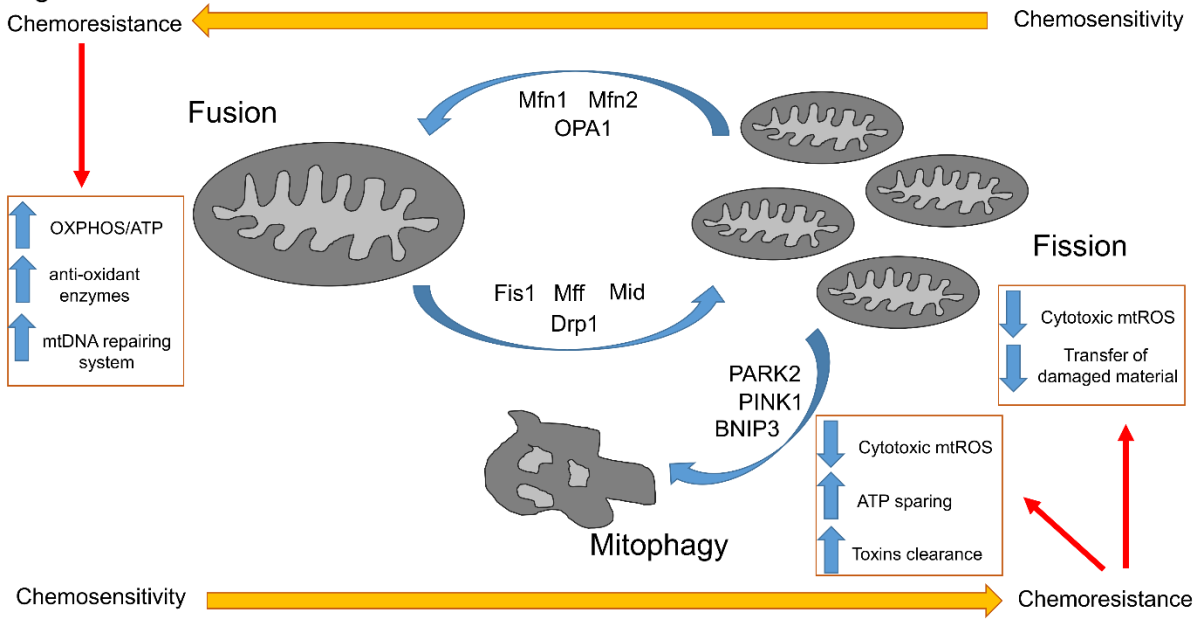 Chemoresistance
Chemosensitivity
Mfn1 Mfn2
OPA1
Fusion
OXPHOS/ATP
anti-oxidant
enzymes
mtDNA repairing
system
Fission
Fis1 Mff Mid
Drp1
Cytotoxic mtROS
Transfer of
damaged material
PARK2
PINK1
BNIP3
Cytotoxic mtROS
ATP sparing
Toxins clearance
Mitophagy
Chemosensitivity
Chemoresistance